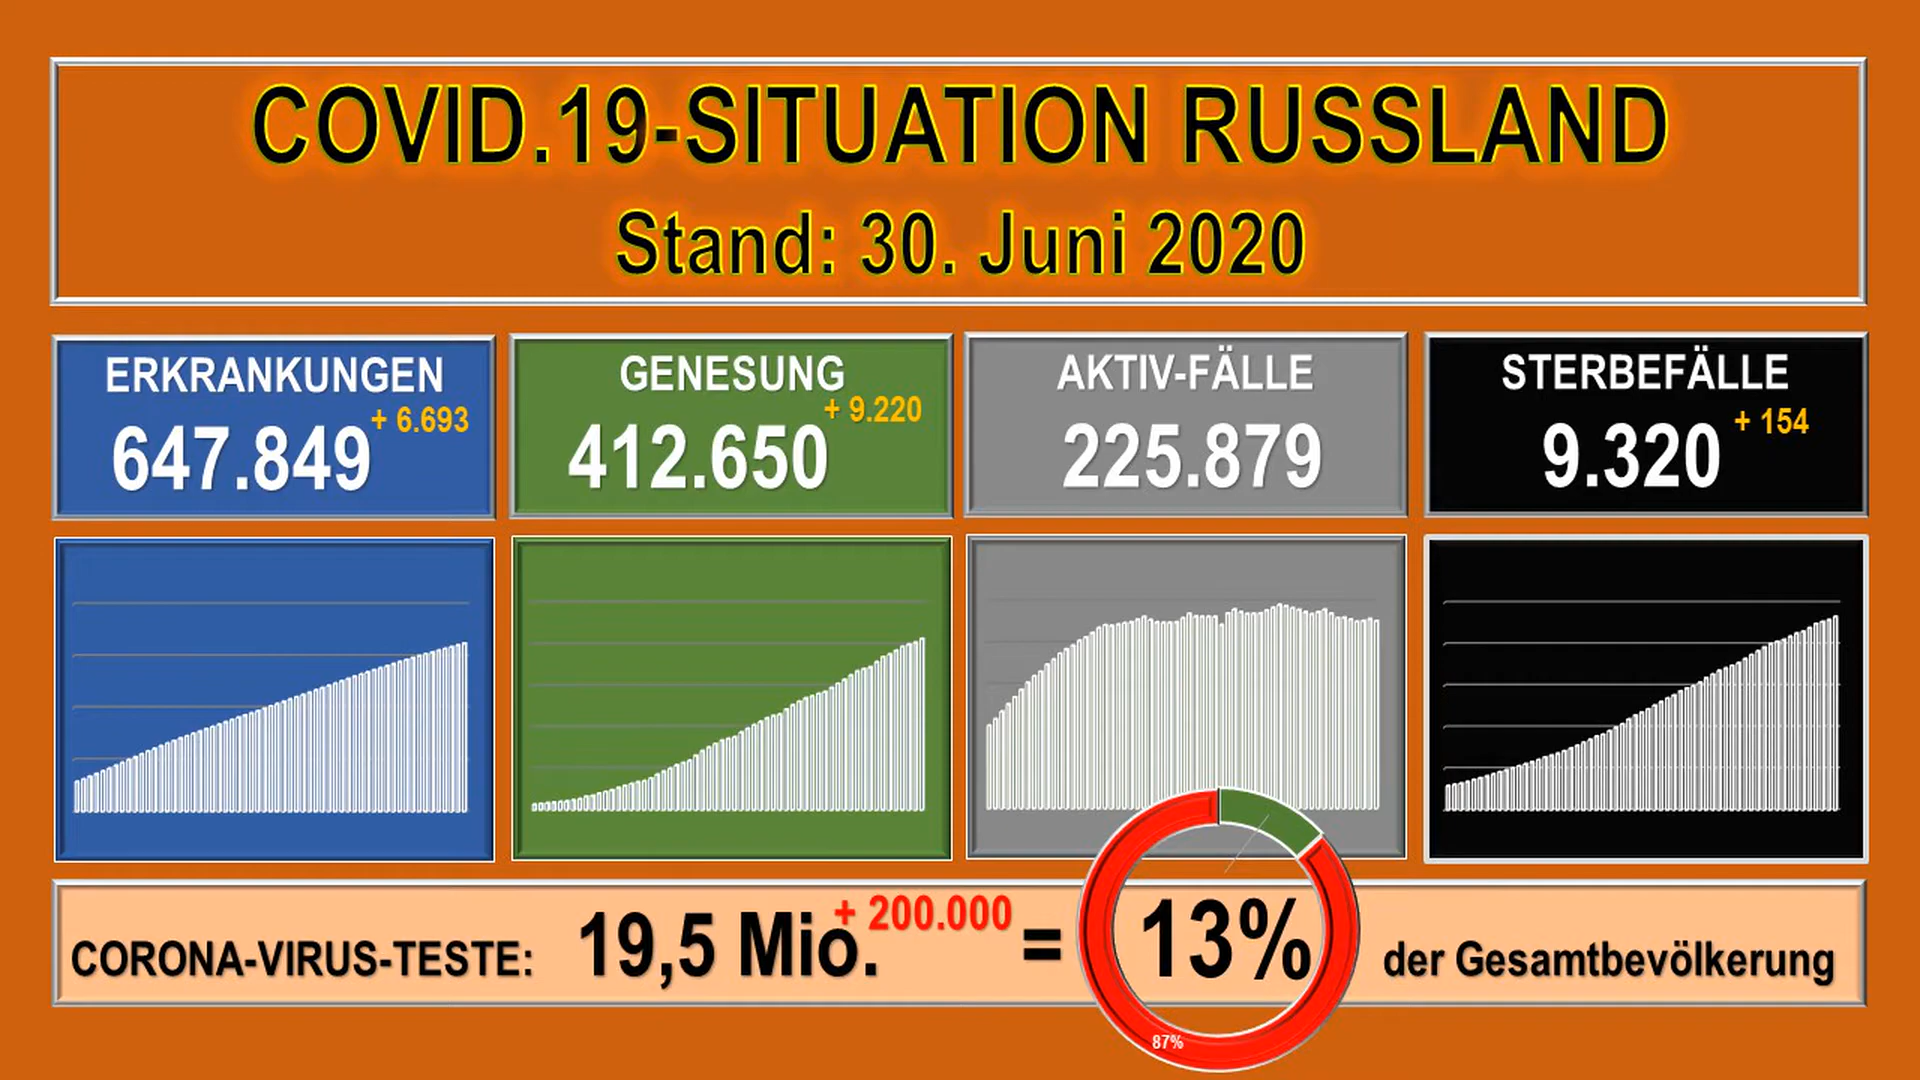 COVID.19-SITUATION RUSSLAND
Stand: 30. Juni 2020
ERKRANKUNGEN
+ 6.693
647.849
GENESUNG
+ 9.220
412.650
AKTIV-FÄLLE
225.879
STERBEFÄLLE
+ 154
9.320
CORONA-VIRUS-TESTE: 19,5 Mio. + 200.000 = 13% der Gesamtbevölkerung
87%